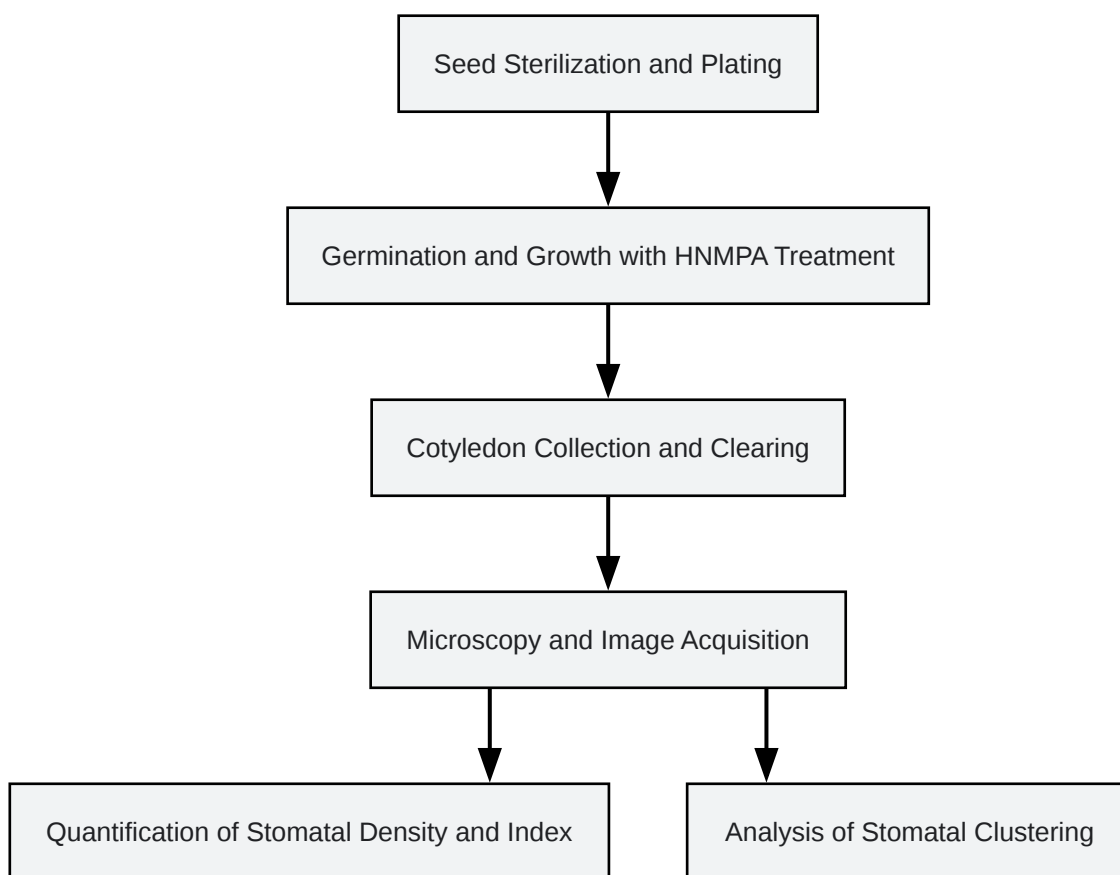 Seed Sterilization and Plating
Germination and Growth with HNMPA Treatment
Cotyledon Collection and Clearing
Microscopy and Image Acquisition
Quantification of Stomatal Density and Index
Analysis of Stomatal Clustering